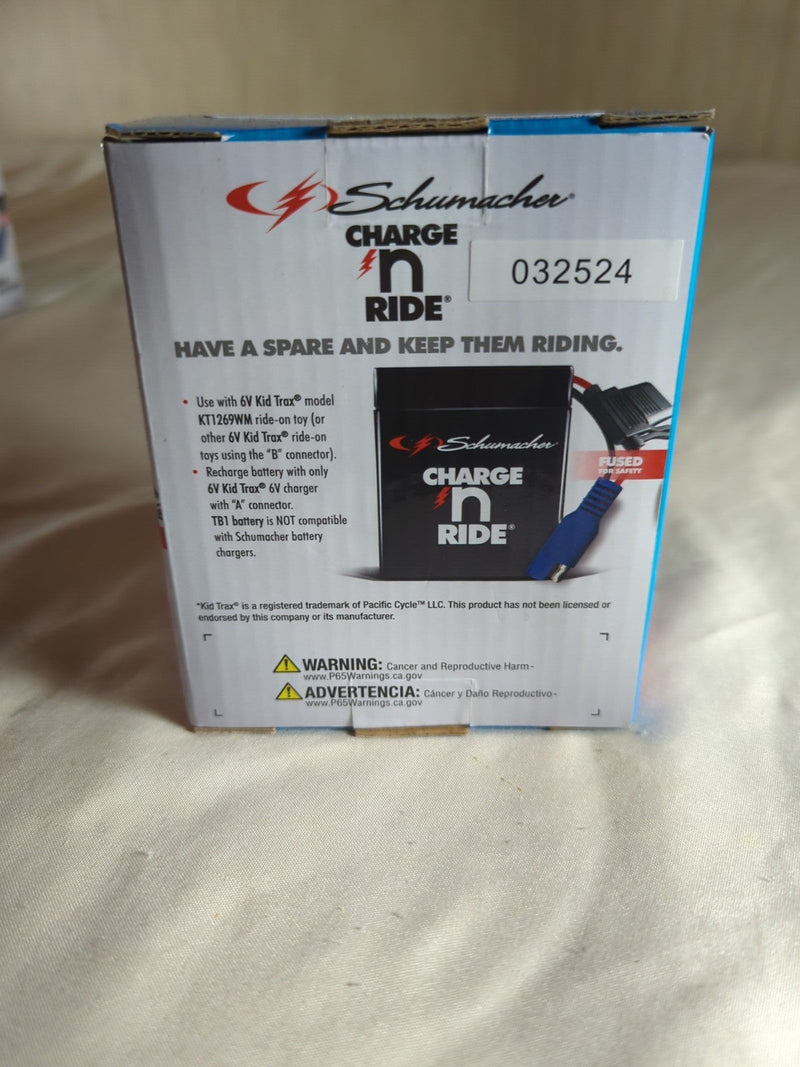 Schumacher®
CHARGE
'n
RIDE®
032524
HAVE A SPARE AND KEEP THEM RIDING.
• Use with 6V Kid Trax® model
KT1269WM ride-on toy (or
other 6V Kid Trax® ride-on
toys using the "B" connector).
• Recharge battery with only
6V Kid Trax® 6V charger
with "A" connector.
TB1 battery is NOT compatible
with Schumacher battery
chargers.
Schumacher®
CHARGE
'n
RIDE®
FUSED
FOR SAFETY
*Kid Trax® is a registered trademark of Pacific Cycle™ LLC. This product has not been licensed or
endorsed by this company or its manufacturer.
WARNING: Cancer and Reproductive Harm-
www.P65Warnings.ca.gov
ADVERTENCIA: Cáncer y Daño Reproductivo-
www.P65Warnings.ca.gov